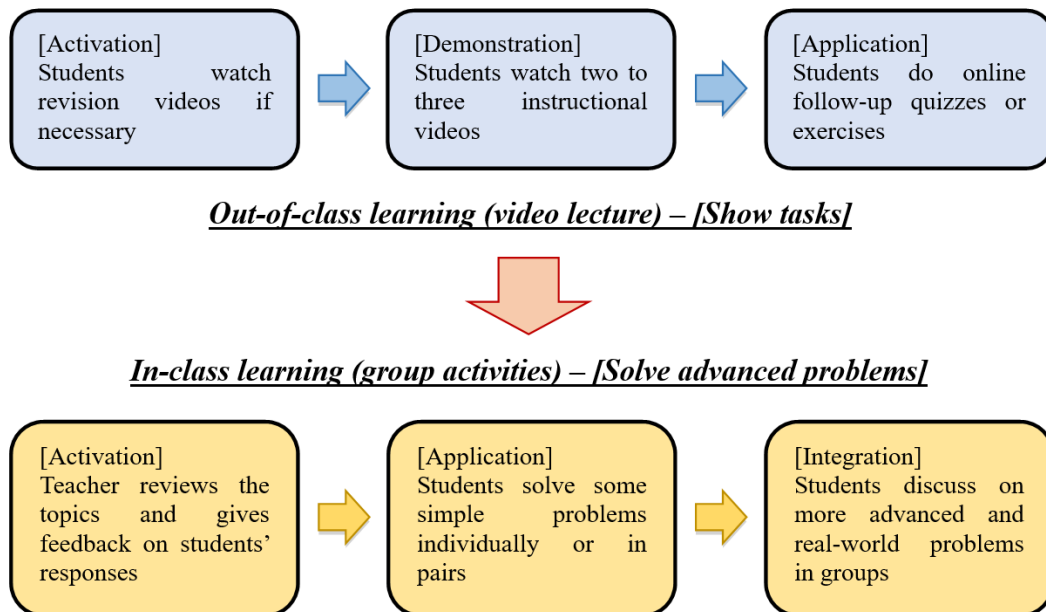 [Activation]
Students watch
revision videos if
necessary
[Demonstration]
Students watch two to
three instructional
videos
[Application]
Students do online
follow-up quizzes or
exercises
Out-of-class learning (video lecture) – [Show tasks]
In-class learning (group activities) – [Solve advanced problems]
[Activation]
Teacher reviews the
topics and gives
feedback on students’
responses
[Application]
Students solve some
simple problems
individually or in
pairs
[Integration]
Students discuss on
more advanced and
real-world problems
in groups